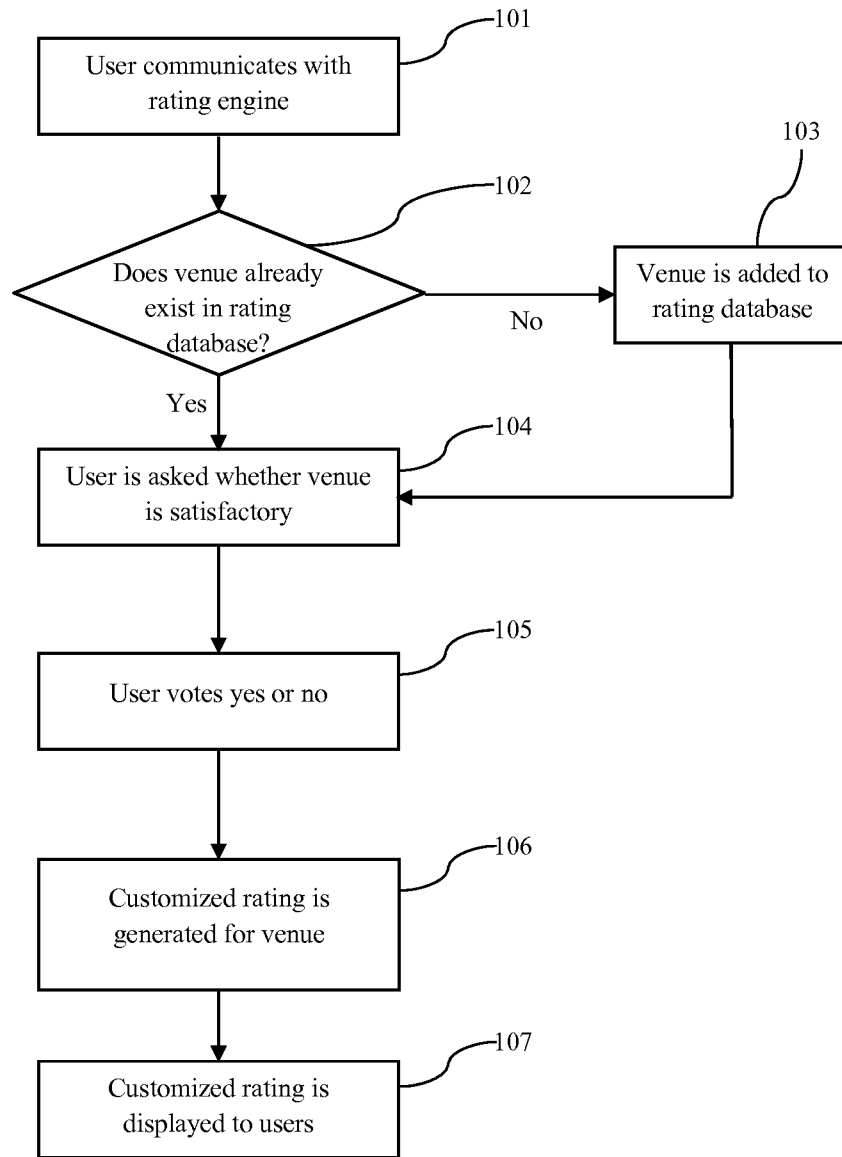 101
User communicates with
rating engine
102
Does venue already
exist in rating
database?
103
Venue is added to
rating database
No
Yes
104
User is asked whether venue
is satisfactory
105
User votes yes or no
106
Customized rating is
generated for venue
107
Customized rating is
displayed to users